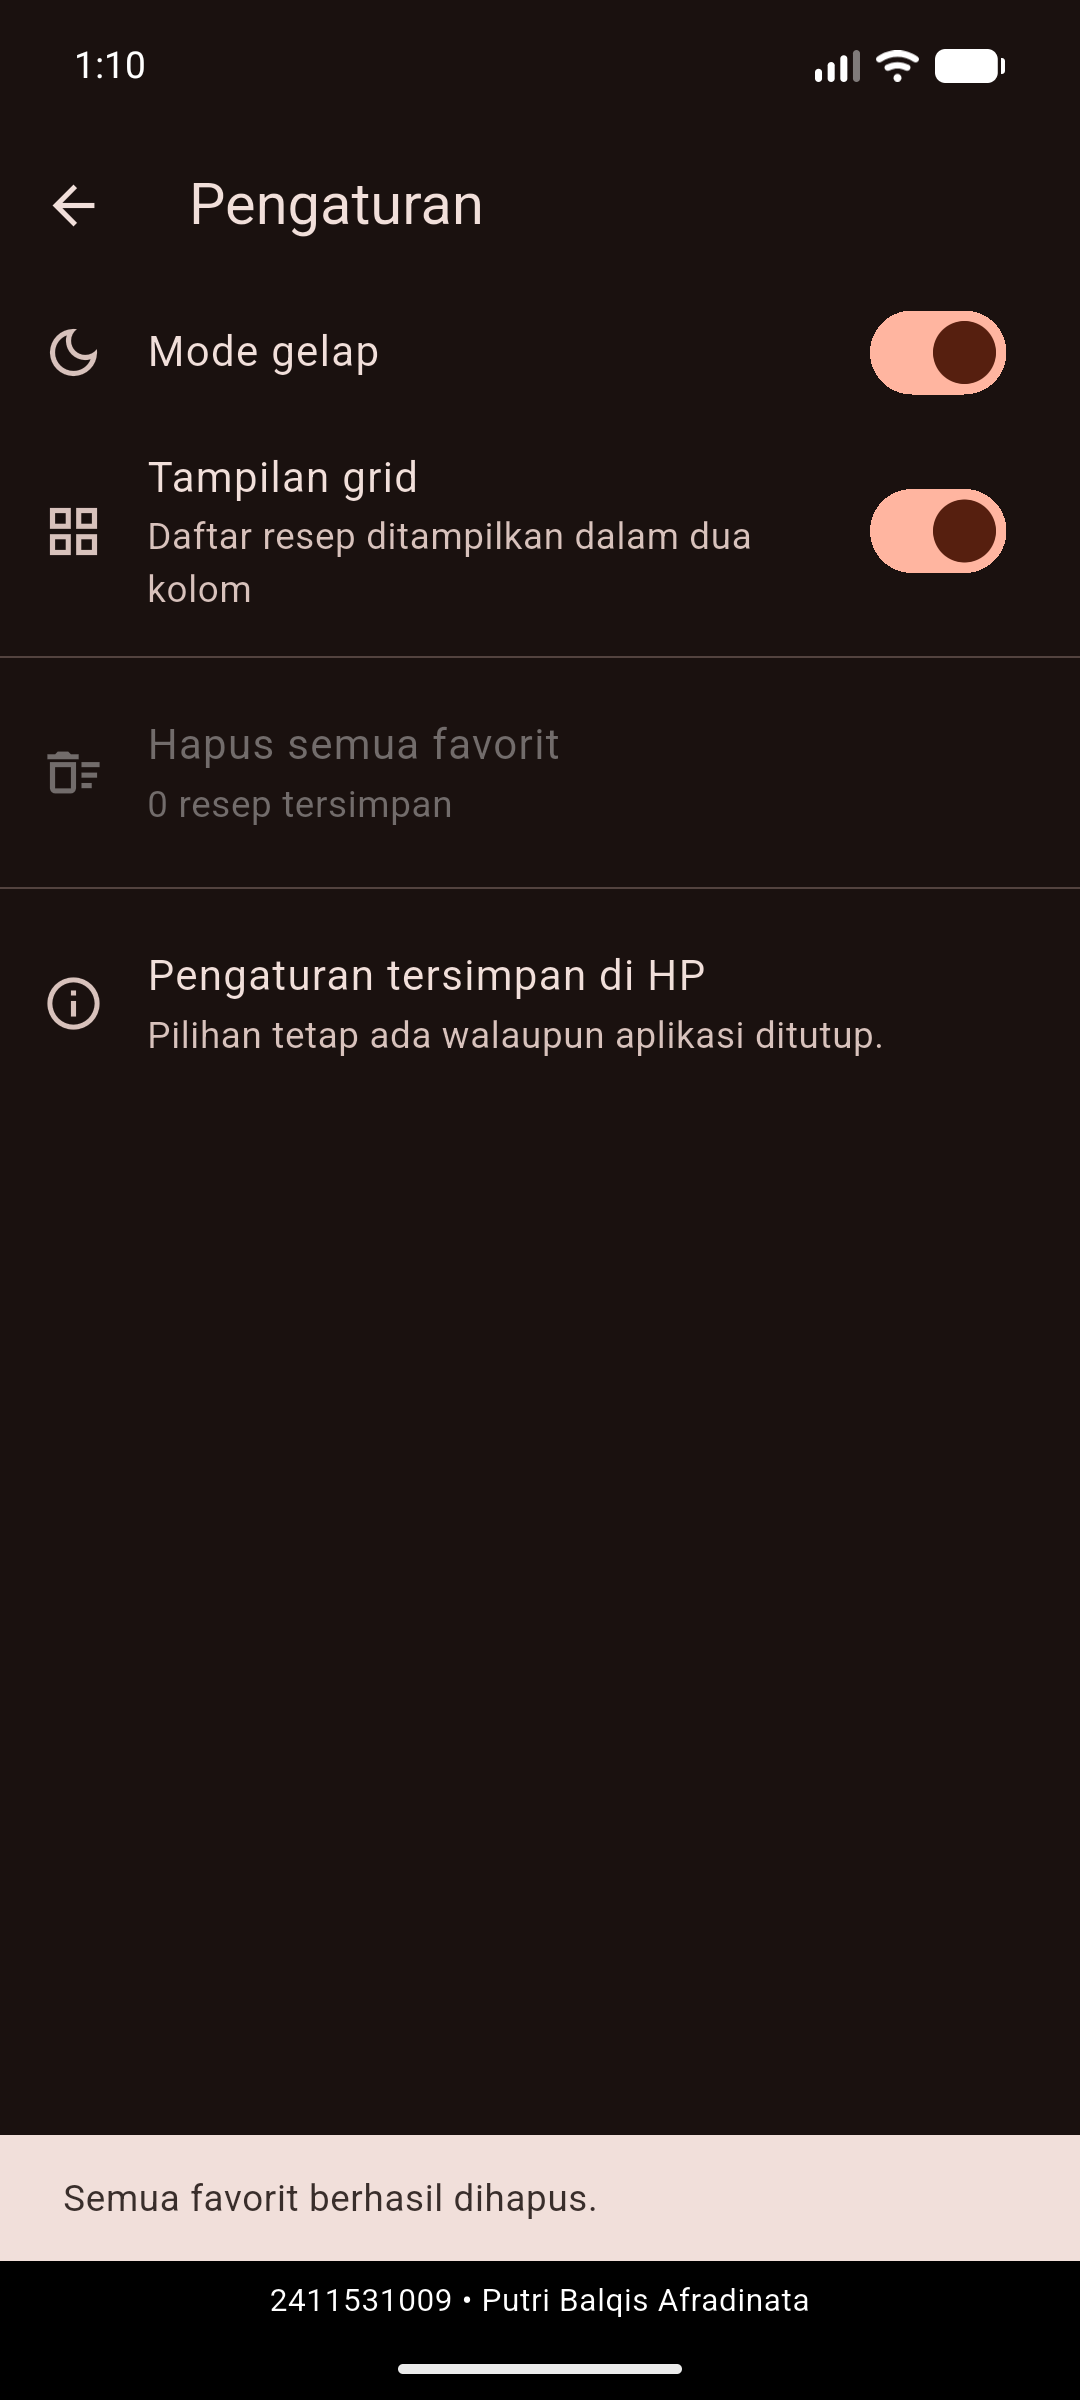 1:10
Pengaturan
Mode gelap
Tampilan grid
Daftar resep ditampilkan dalam dua
kolom
Hapus semua favorit
0 resep tersimpan
Pengaturan tersimpan di HP
Pilihan tetap ada walaupun aplikasi ditutup.
Semua favorit berhasil dihapus.
2411531009 • Putri Balqis Afradinata